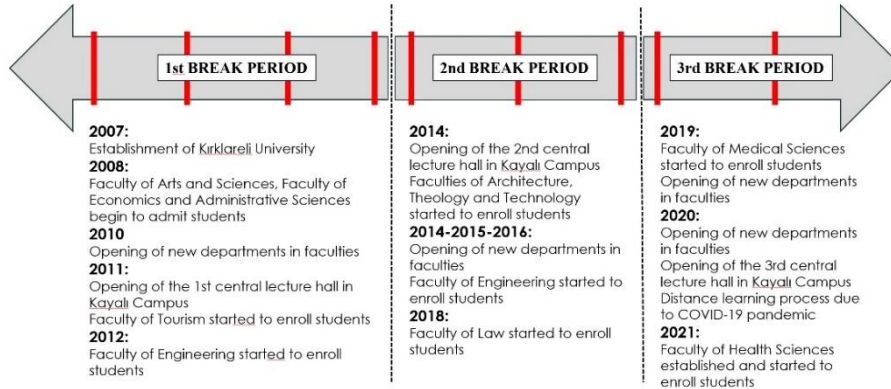 1st BREAK PERIOD
2007:
Establishment of Kırklareli University
2008:
Faculty of Arts and Sciences, Faculty of
Economics and Administrative Sciences
begin to admit students
2010
Opening of new departments in faculties
2011:
Opening of the 1st central lecture hall in
Kayalı Campus
Faculty of Tourism started to enroll students
2012:
Faculty of Engineering started to enroll
students
2nd BREAK PERIOD
2014:
Opening of the 2nd central
lecture hall in Kayalı Campus
Faculties of Architecture,
Theology and Technology
started to enroll students
2014-2015-2016:
Opening of new departments in
faculties
Faculty of Engineering started to
enroll students
2018:
Faculty of Law started to enroll
students
3rd BREAK PERIOD
2019:
Faculty of Medical Sciences
started to enroll students
Opening of new departments
in faculties
2020:
Opening of new departments
in faculties
Opening of the 3rd central
lecture hall in Kayalı Campus
Distance learning process due
to COVID-19 pandemic
2021:
Faculty of Health Sciences
established and started to
enroll students